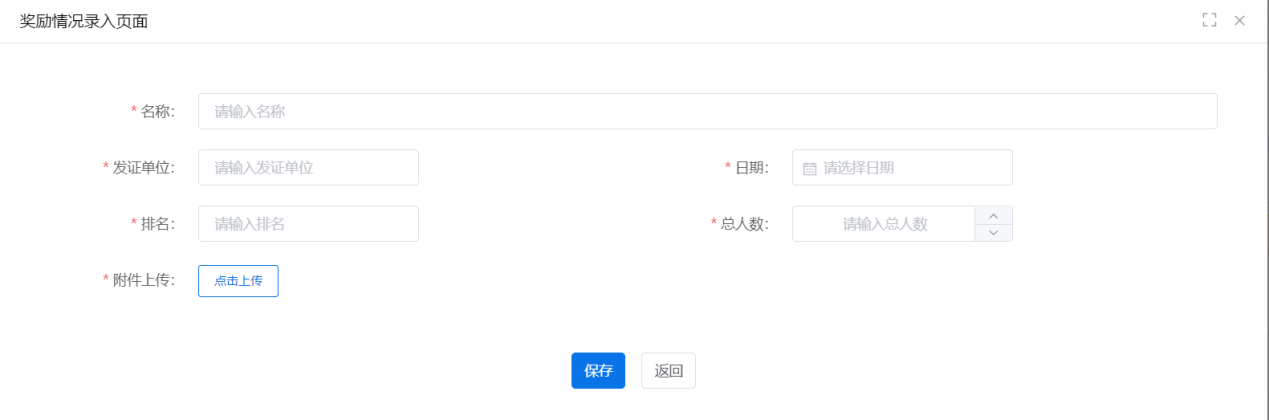 奖励情况录入页面
* 名称： 请输入名称
* 发证单位： 请输入发证单位 * 日期： 请选择日期
* 排名： 请输入排名 * 总人数： 请输入总人数
* 附件上传： 点击上传
保存 返回